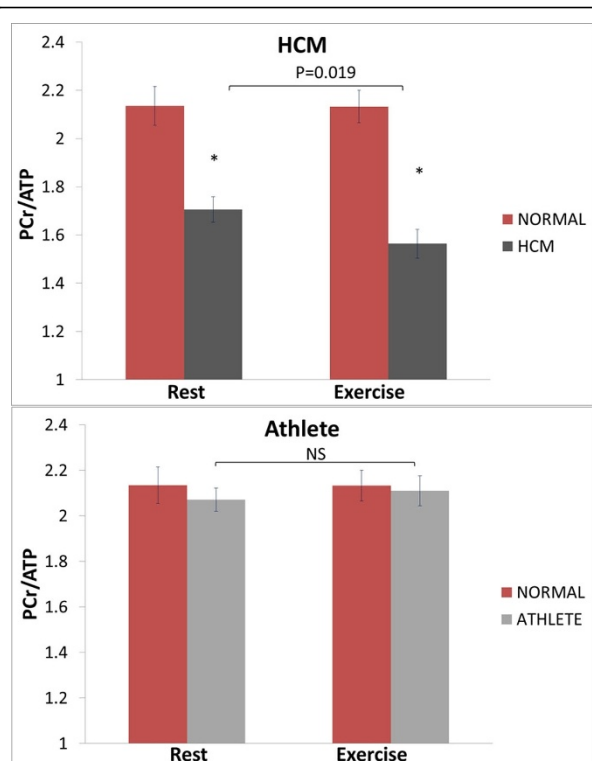 HCM
P=0.019
2.4
2.2
2
1.8
1.6
1.4
1.2
1
PCr/ATP
*
*
NORMAL
HCM
Rest
Exercise
Athlete
NS
2.4
2.2
2
1.8
1.6
1.4
1.2
1
PCr/ATP
NORMAL
ATHLETE
Rest
Exercise